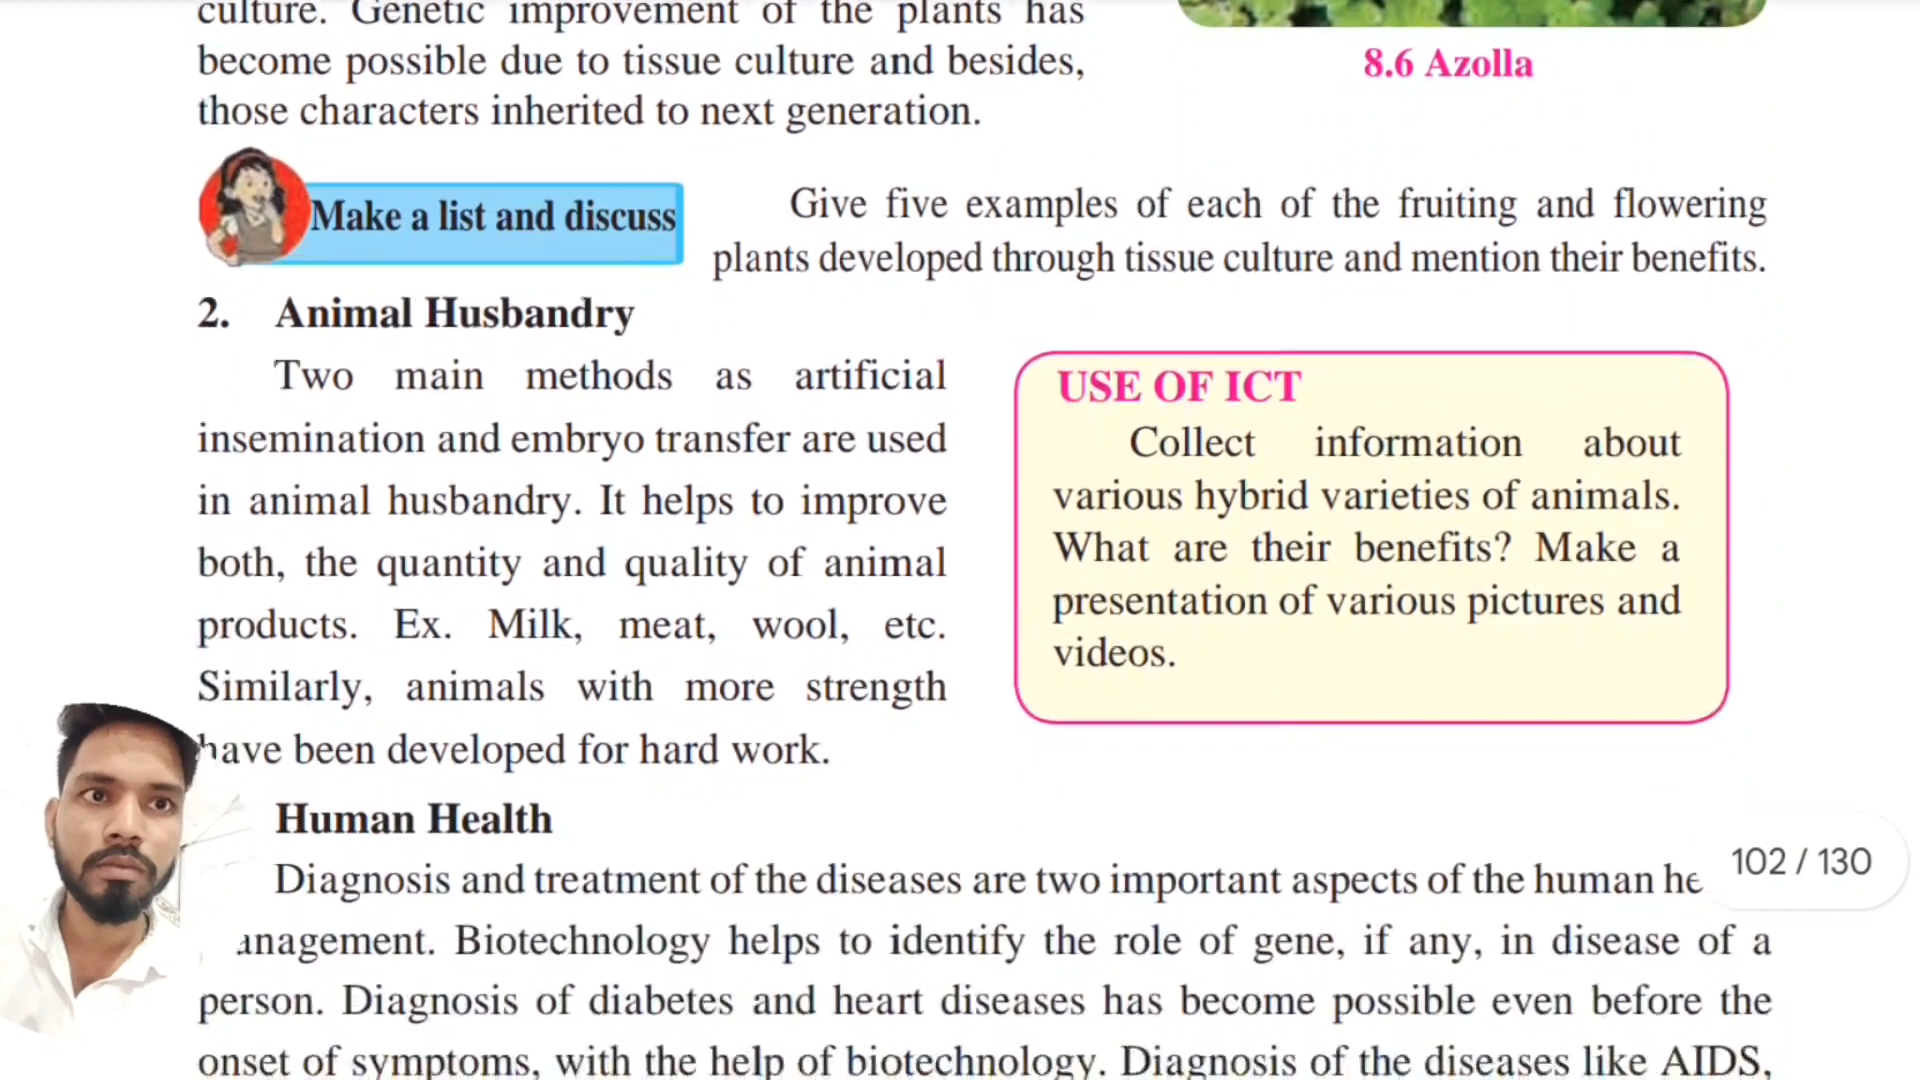 culture. Genetic improvement of the plants has
become possible due to tissue culture and besides,
those characters inherited to next generation.
8.6 Azolla
Make a list and discuss
Give five examples of each of the fruiting and flowering
plants developed through tissue culture and mention their benefits.
2. Animal Husbandry
Two main methods as artificial
insemination and embryo transfer are used
in animal husbandry. It helps to improve
both, the quantity and quality of animal
products. Ex. Milk, meat, wool, etc.
Similarly, animals with more strength
have been developed for hard work.
USE OF ICT
Collect information about
various hybrid varieties of animals.
What are their benefits? Make a
presentation of various pictures and
videos.
Human Health
Diagnosis and treatment of the diseases are two important aspects of the human
102 / 130
anagement. Biotechnology helps to identify the role of gene, if any, in disease of a
person. Diagnosis of diabetes and heart diseases has become possible even before the
onset of symptoms, with the help of biotechnology. Diagnosis of the diseases like AIDS,